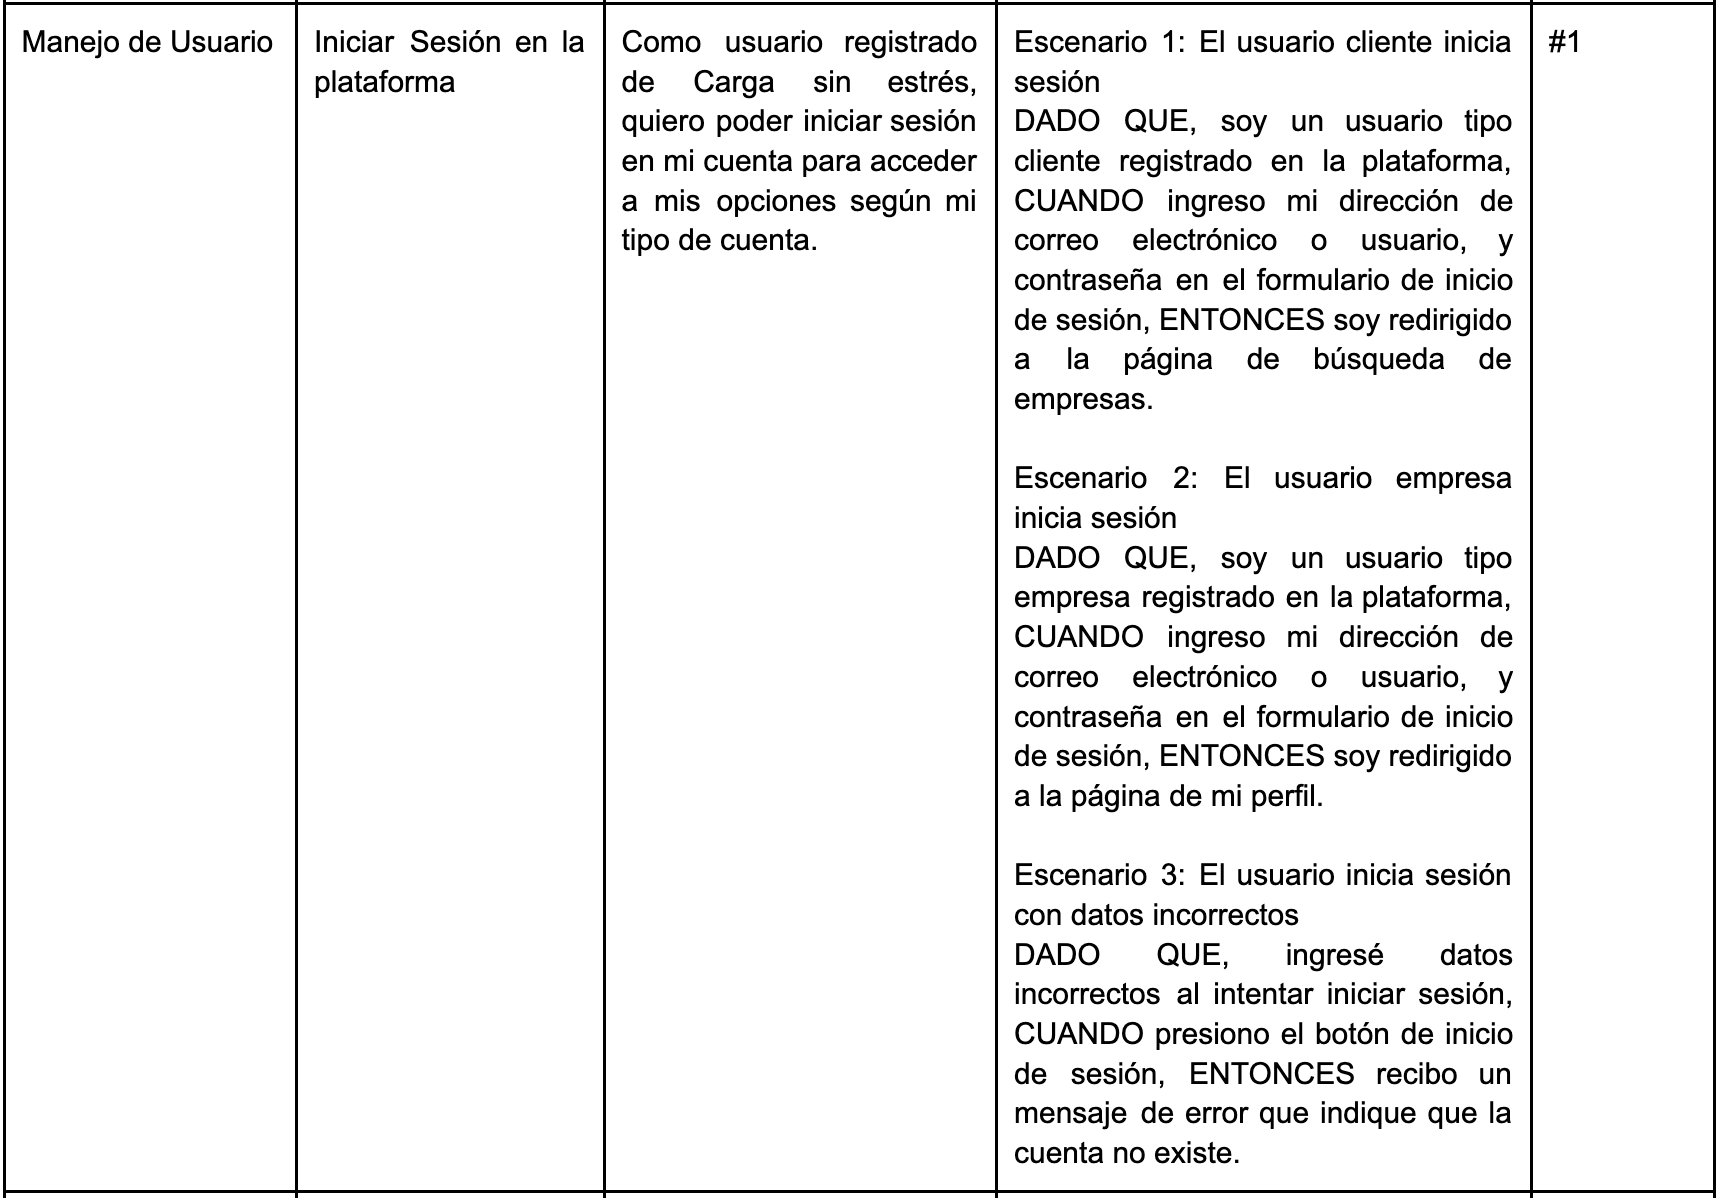 Manejo de Usuario
Iniciar Sesión en la
plataforma
Como usuario registrado
de Carga sin estrés,
quiero poder iniciar sesión
en mi cuenta para acceder
a mis opciones según mi
tipo de cuenta.
Escenario 1: El usuario cliente inicia
sesión
DADO QUE, soy un usuario tipo
cliente registrado en la plataforma,
CUANDO ingreso mi dirección de
correo electrónico o usuario, y
contraseña en el formulario de inicio
de sesión, ENTONCES soy redirigido
a la página de búsqueda de
empresas.
Escenario 2: El usuario empresa
inicia sesión
DADO QUE, soy un usuario tipo
empresa registrado en la plataforma,
CUANDO ingreso mi dirección de
correo electrónico o usuario, y
contraseña en el formulario de inicio
de sesión, ENTONCES soy redirigido
a la página de mi perfil.
Escenario 3: El usuario inicia sesión
con datos incorrectos
DADO QUE, ingresé datos
incorrectos al intentar iniciar sesión,
CUANDO presiono el botón de inicio
de sesión, ENTONCES recibo un
mensaje de error que indique que la
cuenta no existe.
#1